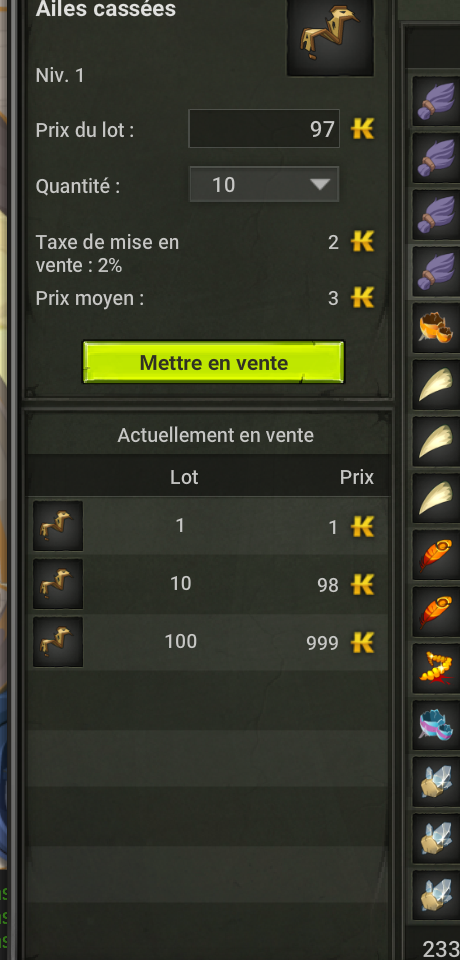 Ailes cassées
Niv. 1
Prix du lot : 97
Quantité : 10
Taxe de mise en
vente : 2% 2
Prix moyen : 3
Mettre en vente
Actuellement en vente
Lot Prix
1 1
10 98
100 999
233